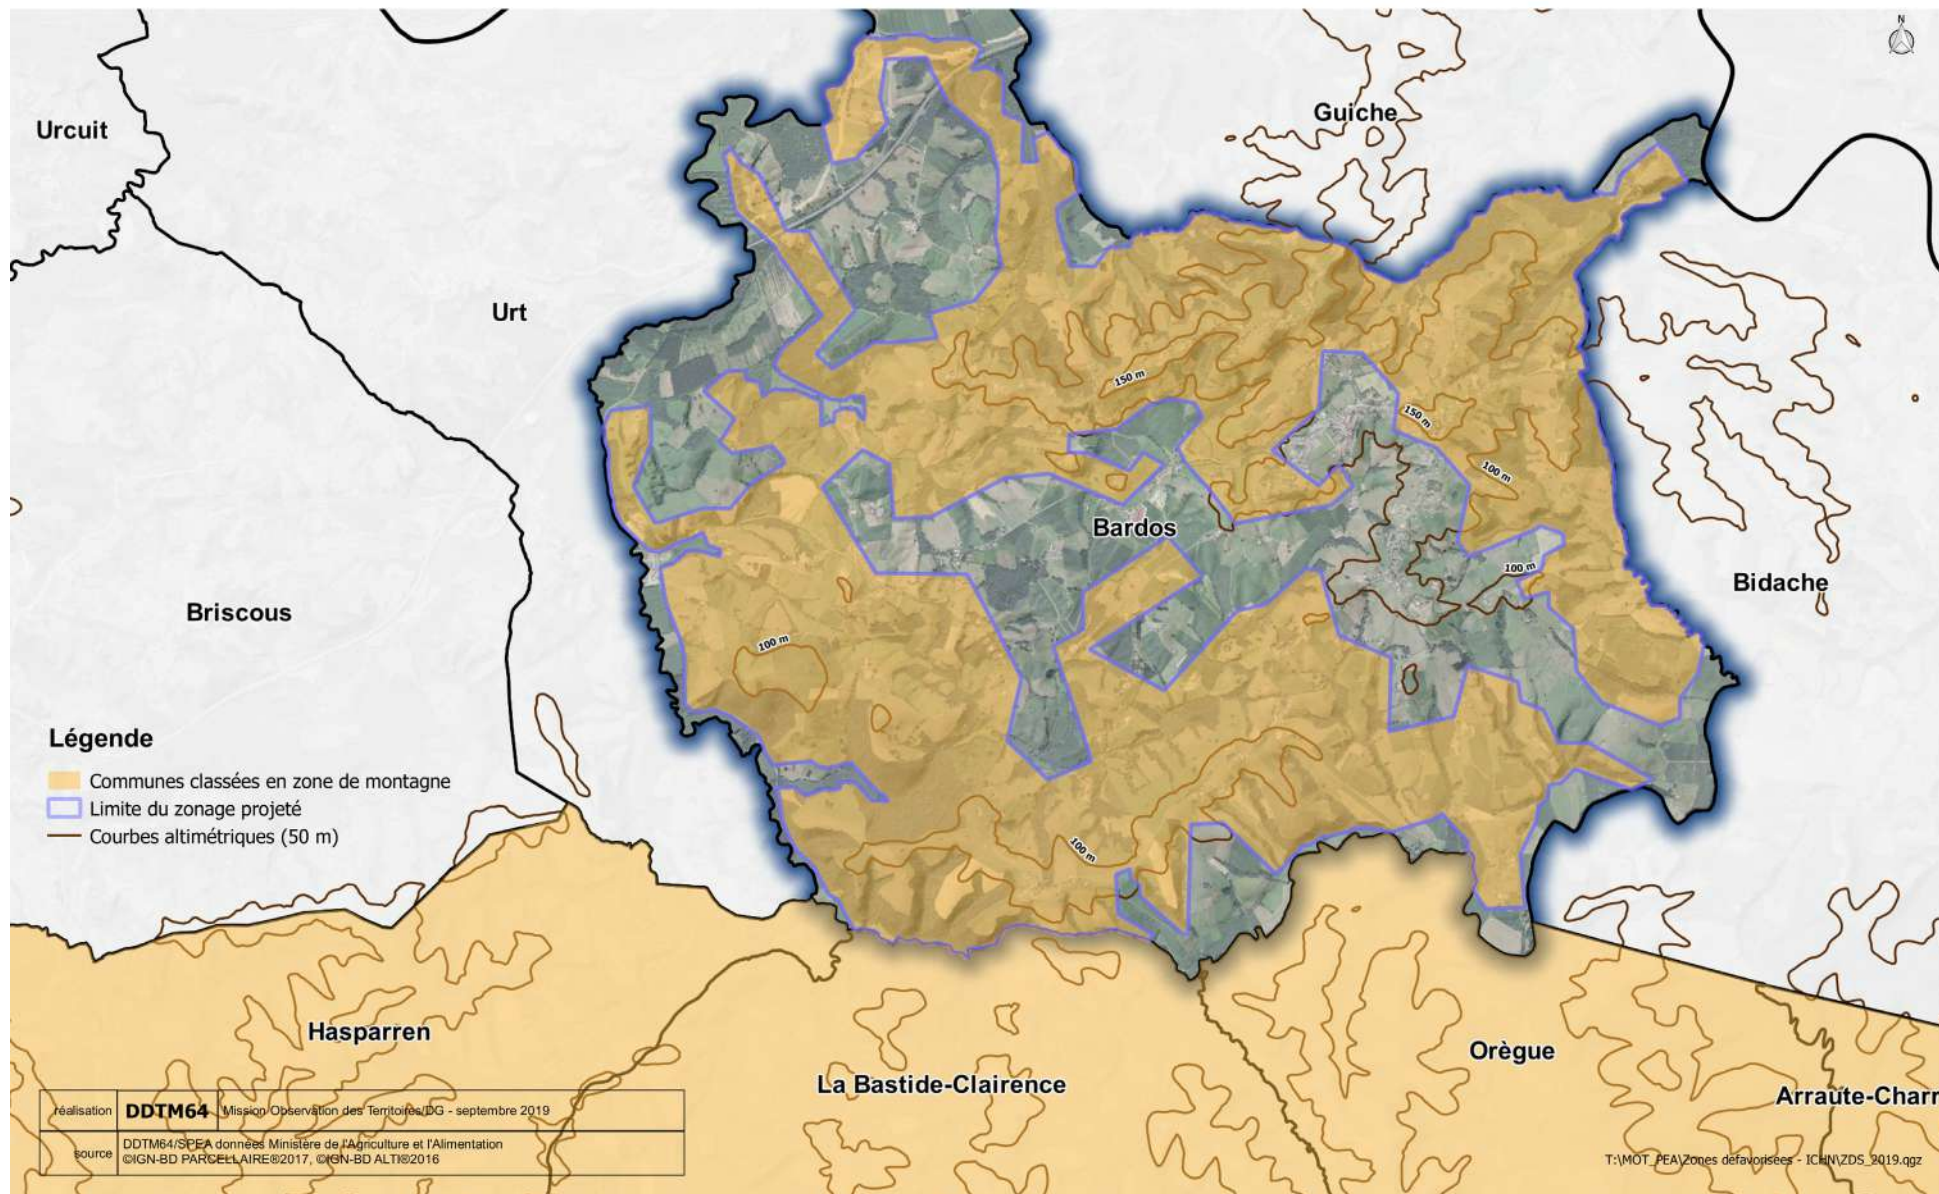 N
Urcuit
Guiche
Urt
150 m
150 m
100 m
Bardos
100 m
Bidache
Briscous
100 m
Légende
Communes classées en zone de montagne
Limite du zonage projeté
Courbes altimétriques (50 m)
100 m
Hasparren
Orègue
La Bastide-Clairence
Arraute-Charr
réalisation DDTM64 Mission Observation des Territoires/DG - septembre 2019
source DDTM64/SPEA données Ministère de l'Agriculture et l'Alimentation
©IGN-BD PARCELLAIRE®2017, ©IGN-BD ALTI®2016
T:\MOT_PEA\Zones défavorisées - ICHN\ZDS_2019.qgz